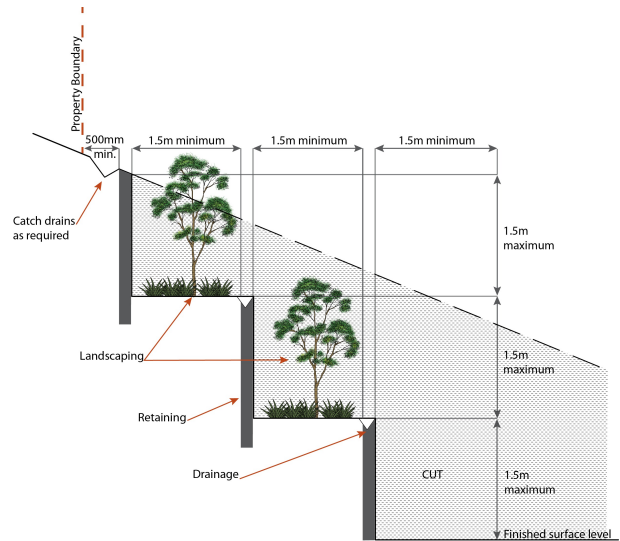 Property Boundary
500mm
min.
1.5m minimum
1.5m minimum
1.5m minimum
Catch drains
as required
1.5m
maximum
Landscaping
1.5m
maximum
Retaining
Drainage
CUT
1.5m
maximum
Finished surface level